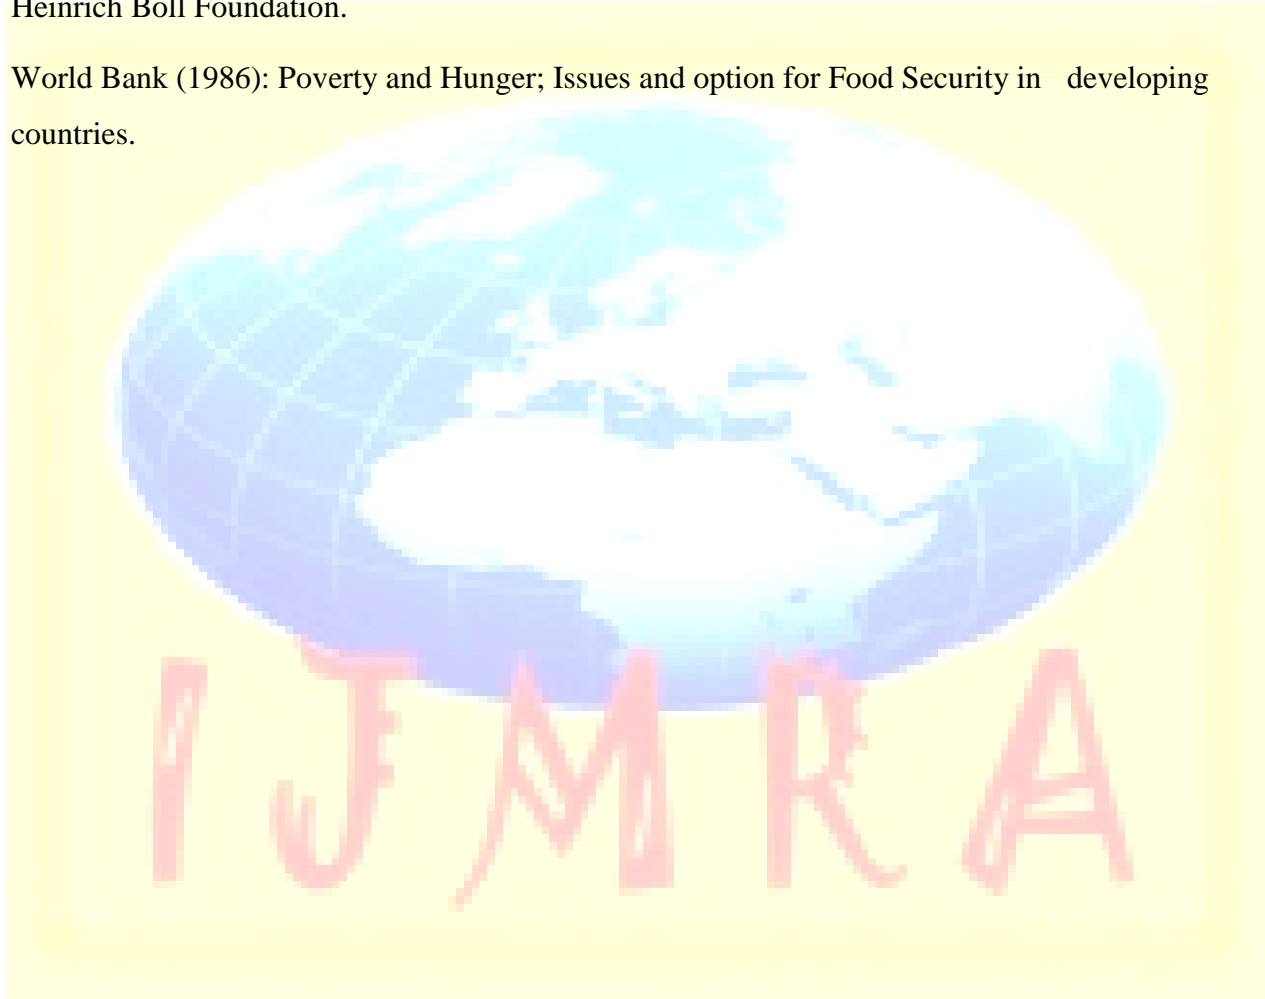 Heinrich Boll Foundation.
World Bank (1986): Poverty and Hunger; Issues and option for Food Security in developing
countries.
IJMRA